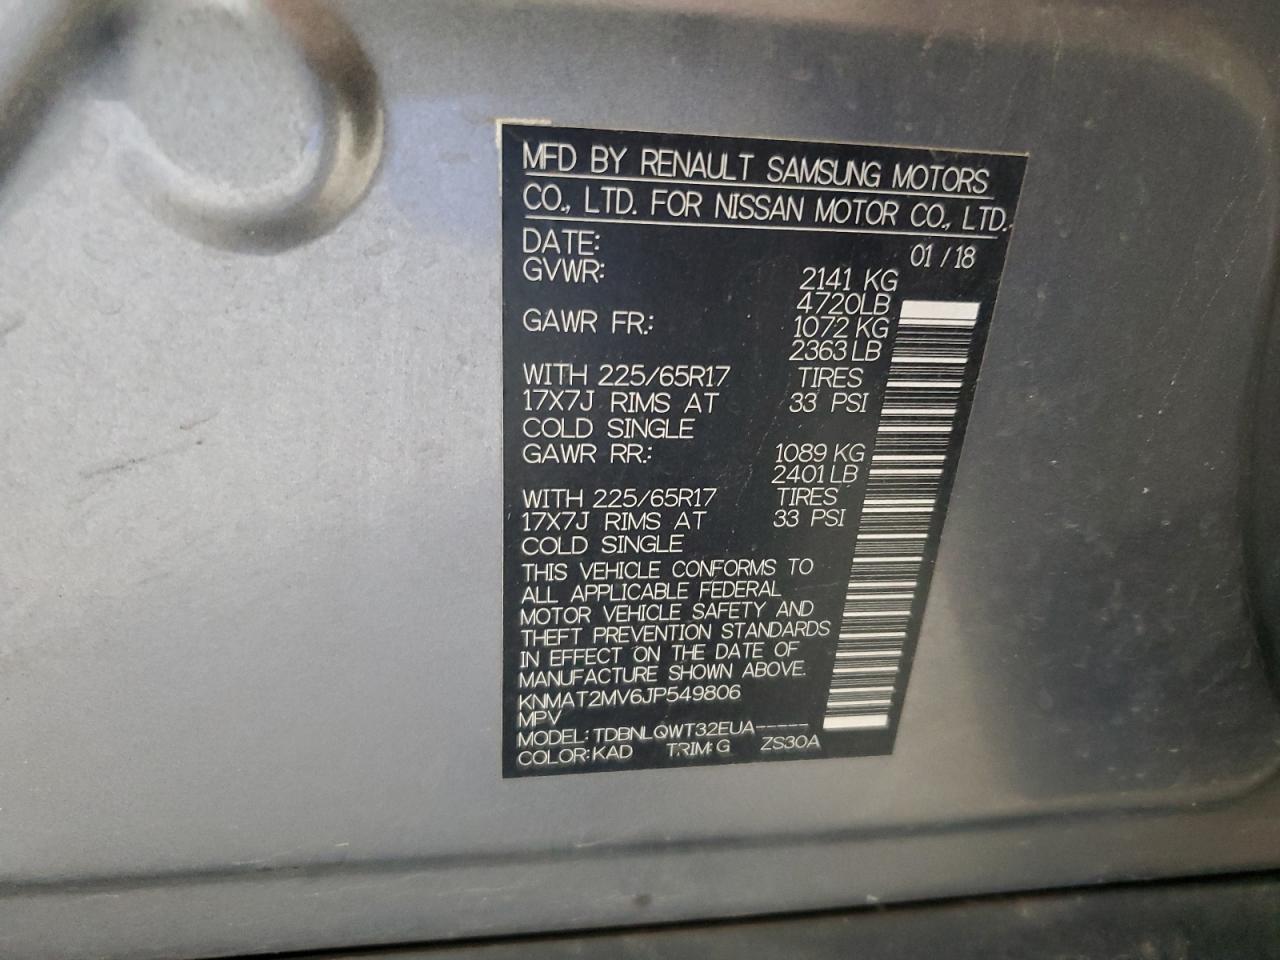 MFD BY RENAULT SAMSUNG MOTORS
CO., LTD. FOR NISSAN MOTOR CO., LTD.
DATE: 01 / 18
GVWR: 2141 KG
4720LB
GAWR FR.: 1072 KG
2363 LB
WITH 225/65R17 TIRES
17X7J RIMS AT 33 PSI
COLD SINGLE
GAWR RR.: 1089 KG
2401 LB
WITH 225/65R17 TIRES
17X7J RIMS AT 33 PSI
COLD SINGLE
THIS VEHICLE CONFORMS TO
ALL APPLICABLE FEDERAL
MOTOR VEHICLE SAFETY AND
THEFT PREVENTION STANDARDS
IN EFFECT ON THE DATE OF
MANUFACTURE SHOWN ABOVE.
KNMAT2MV6JP549806
MPV
MODEL: TDBNLQWT32EUA-----
COLOR: KAD TRIM: G ZS30A